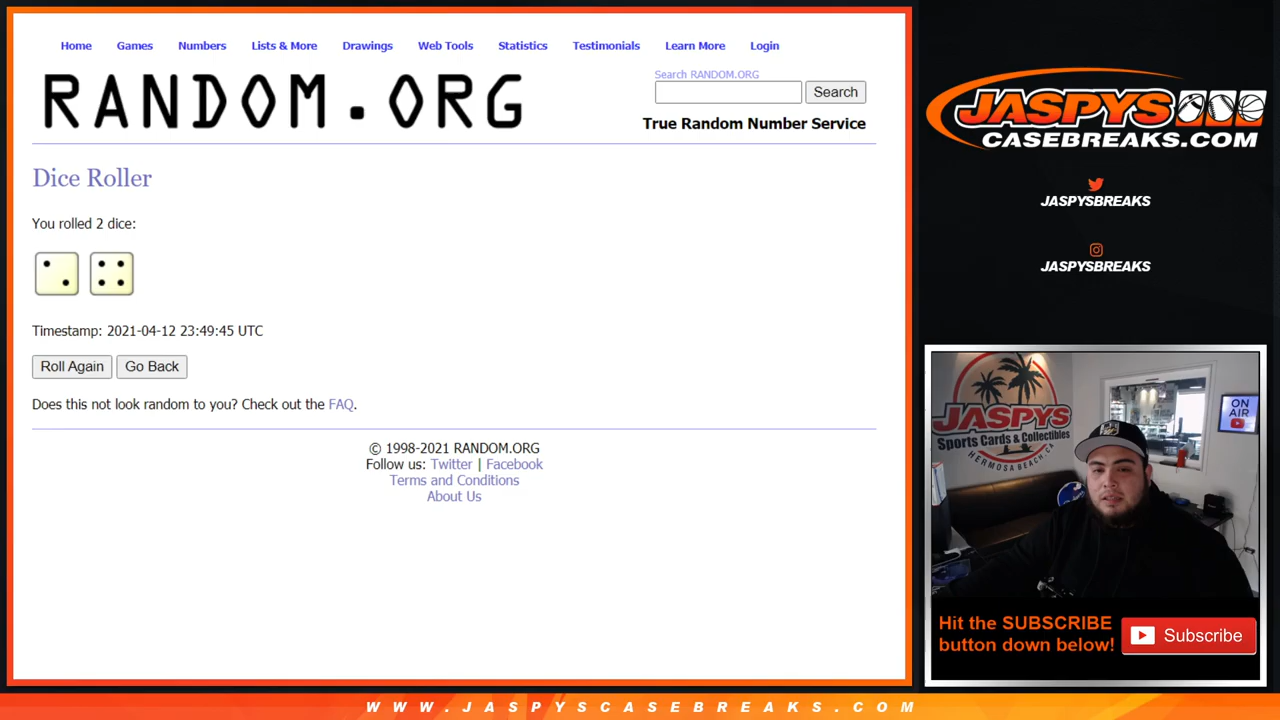 Home Games Numbers Lists & More Drawings Web Tools Statistics Testimonials Learn More Login
RANDOM.ORG
Search RANDOM.ORG
Search
True Random Number Service
Dice Roller
You rolled 2 dice:
Timestamp: 2021-04-12 23:49:45 UTC
Roll Again Go Back
Does this not look random to you? Check out the FAQ.
© 1998-2021 RANDOM.ORG
Follow us: Twitter | Facebook
Terms and Conditions
About Us
JASPYS
CASEBREAKS.COM
JASPYSBREAKS
JASPYSBREAKS
JASPYS
Sports Cards & Collectibles
HERMOSA BEACH, CA
ON
AIR
Hit the SUBSCRIBE
button down below!
Subscribe
WWW.JASPYSCASEBREAKS.COM